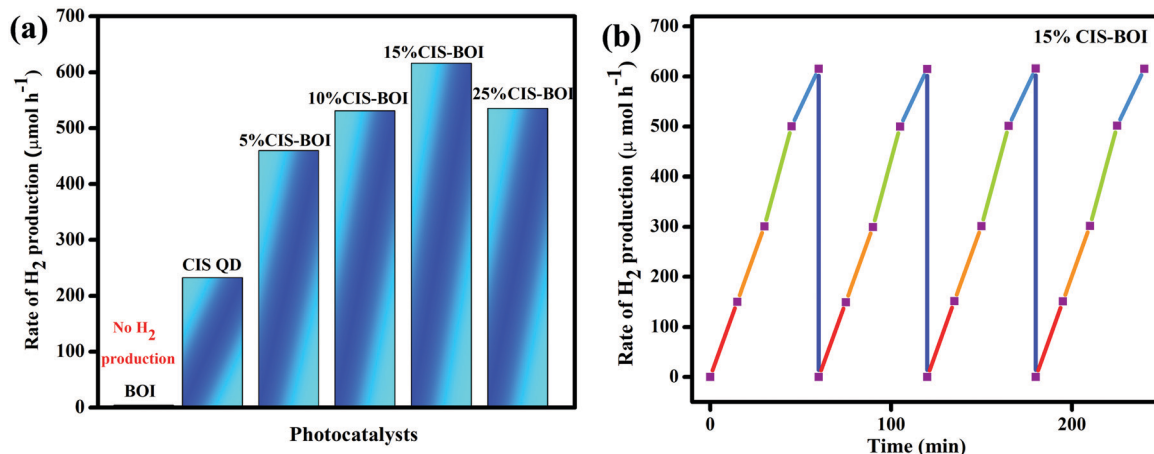 (a)
Rate of H2 production (μmol h-1)
700
600
500
400
300
200
100
0
No H2
production
BOI
CIS QD
5%CIS-BOI
10%CIS-BOI
15%CIS-BOI
25%CIS-BOI
Photocatalysts
(b)
15% CIS-BOI
Rate of H2 production (μ mol h-1)
700
600
500
400
300
200
100
0
0
100
200
Time (min)